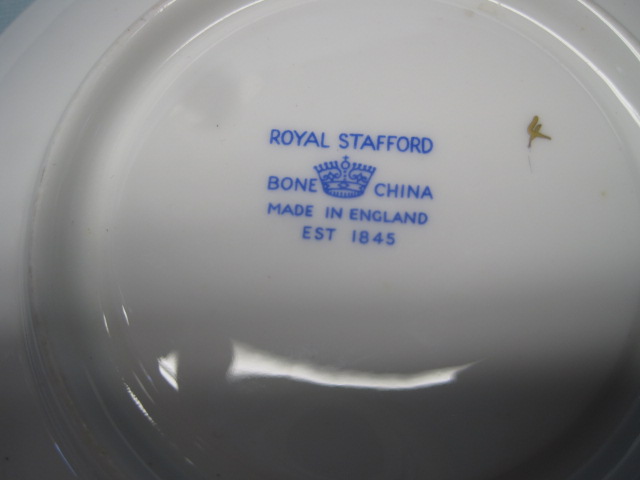 ROYAL STAFFORD
BONE CHINA
MADE IN ENGLAND
EST 1845